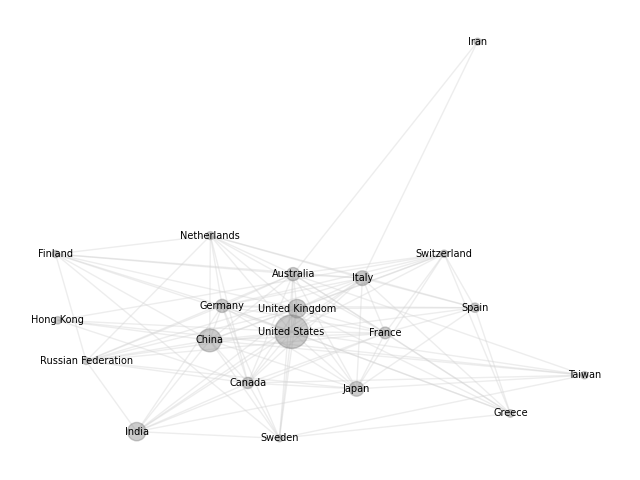 Iran
Netherlands
Finland
Switzerland
Australia
Italy
Germany
United Kingdom
Spain
Hong Kong
United States
France
China
Russian Federation
Taiwan
Canada
Japan
Greece
India
Sweden